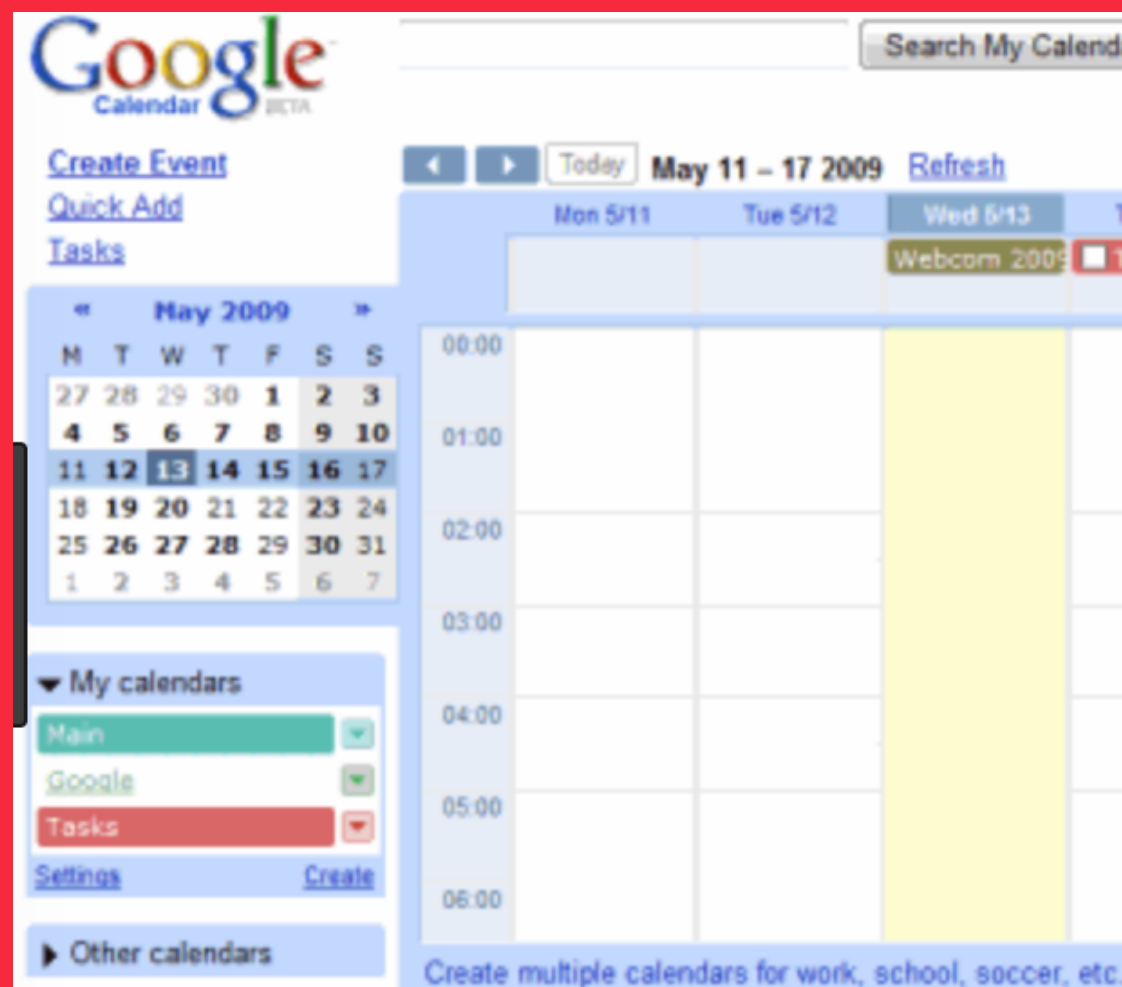 Google
Calendar BETA
Search My Calenda
Create Event
Quick Add
Tasks
Today May 11 – 17 2009 Refresh
Mon 5/11 Tue 5/12 Wed 5/13 T
Webcom 2009 T
« May 2009 »
M T W T F S S
27 28 29 30 1 2 3
4 5 6 7 8 9 10
11 12 13 14 15 16 17
18 19 20 21 22 23 24
25 26 27 28 29 30 31
1 2 3 4 5 6 7
00:00
01:00
02:00
03:00
04:00
05:00
06:00
My calendars
Main
Google
Tasks
Settings Create
Other calendars
Create multiple calendars for work, school, soccer, etc.